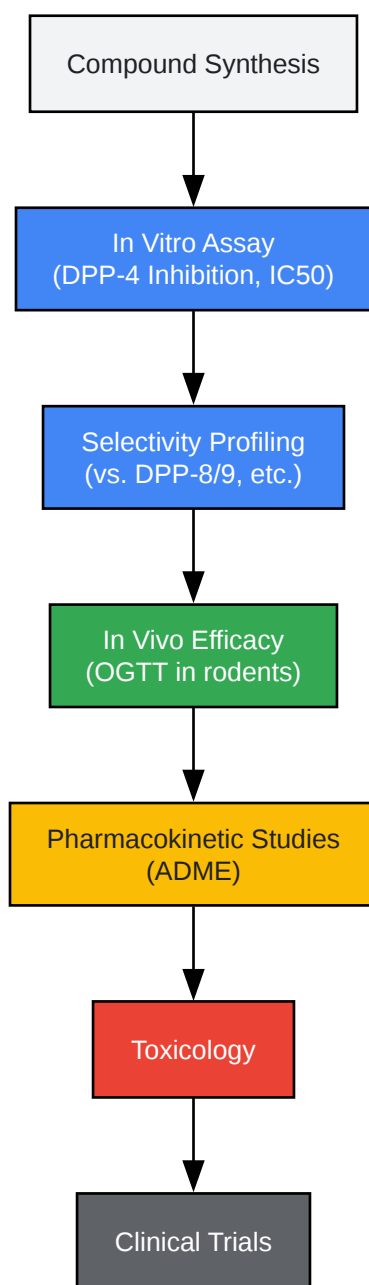 Compound Synthesis
In Vitro Assay
(DPP-4 Inhibition, IC50)
Selectivity Profiling
(vs. DPP-8/9, etc.)
In Vivo Efficacy
(OGTT in rodents)
Pharmacokinetic Studies
(ADME)
Toxicology
Clinical Trials